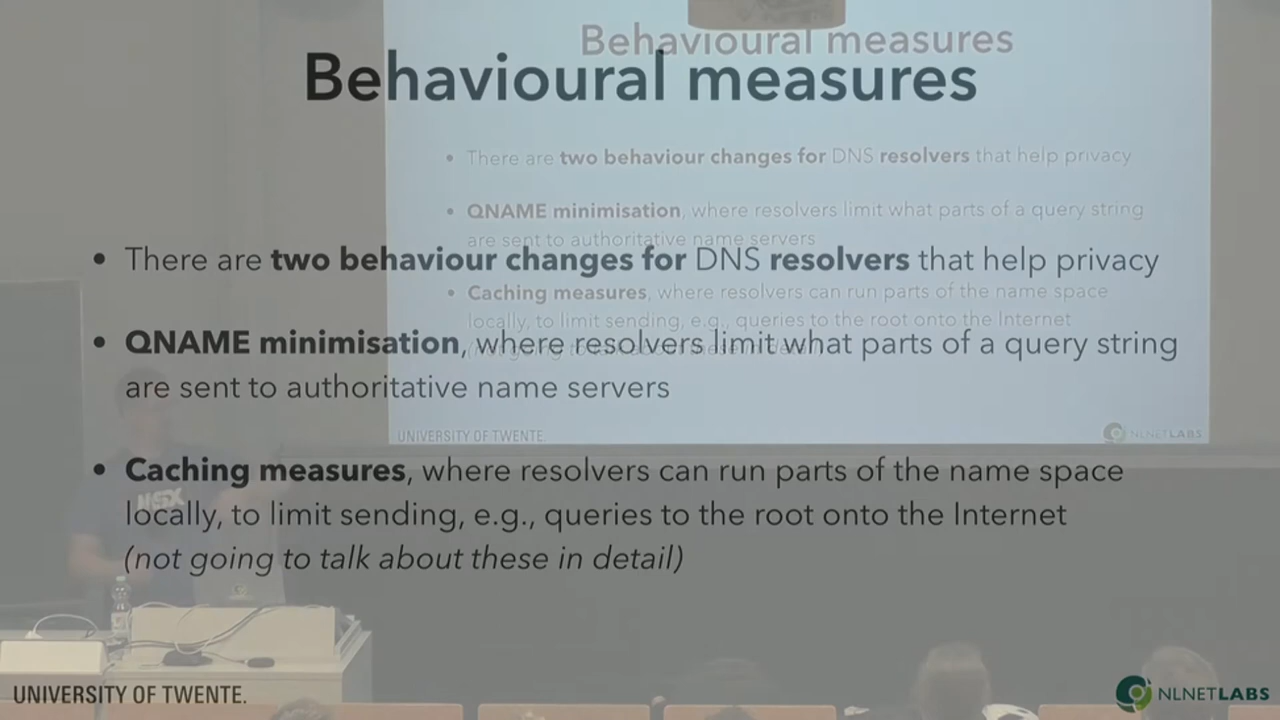 Behavioural measures
Behavioural measures
• There are two behaviour changes for DNS resolvers that help privacy
• QNAME minimisation, where resolvers limit what parts of a query string
are sent to authoritative name servers
• There are two behaviour changes for DNS resolvers that help privacy
• Caching measures, where resolvers can run parts of the name space
locally, to limit sending, e.g., queries to the root onto the Internet
• QNAME minimisation, where resolvers limit what parts of a query string
are sent to authoritative name servers
UNIVERSITY OF TWENTE.
NLNETLABS
• Caching measures, where resolvers can run parts of the name space
locally, to limit sending, e.g., queries to the root onto the Internet
(not going to talk about these in detail)
UNIVERSITY OF TWENTE.
NLNETLABS